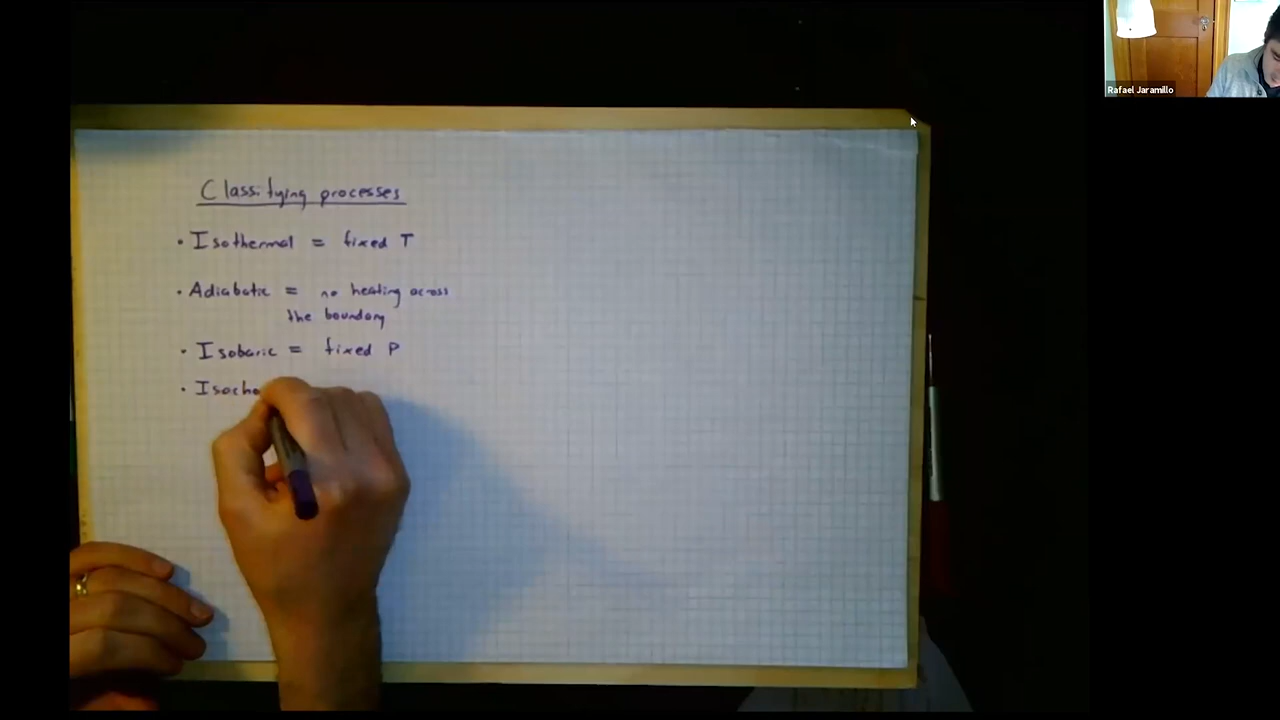 Classifying processes
• Isothermal = fixed T
• Adiabatic = no heating across
the boundary
• Isobaric = fixed P
• Isocho
Rafael Jaramillo